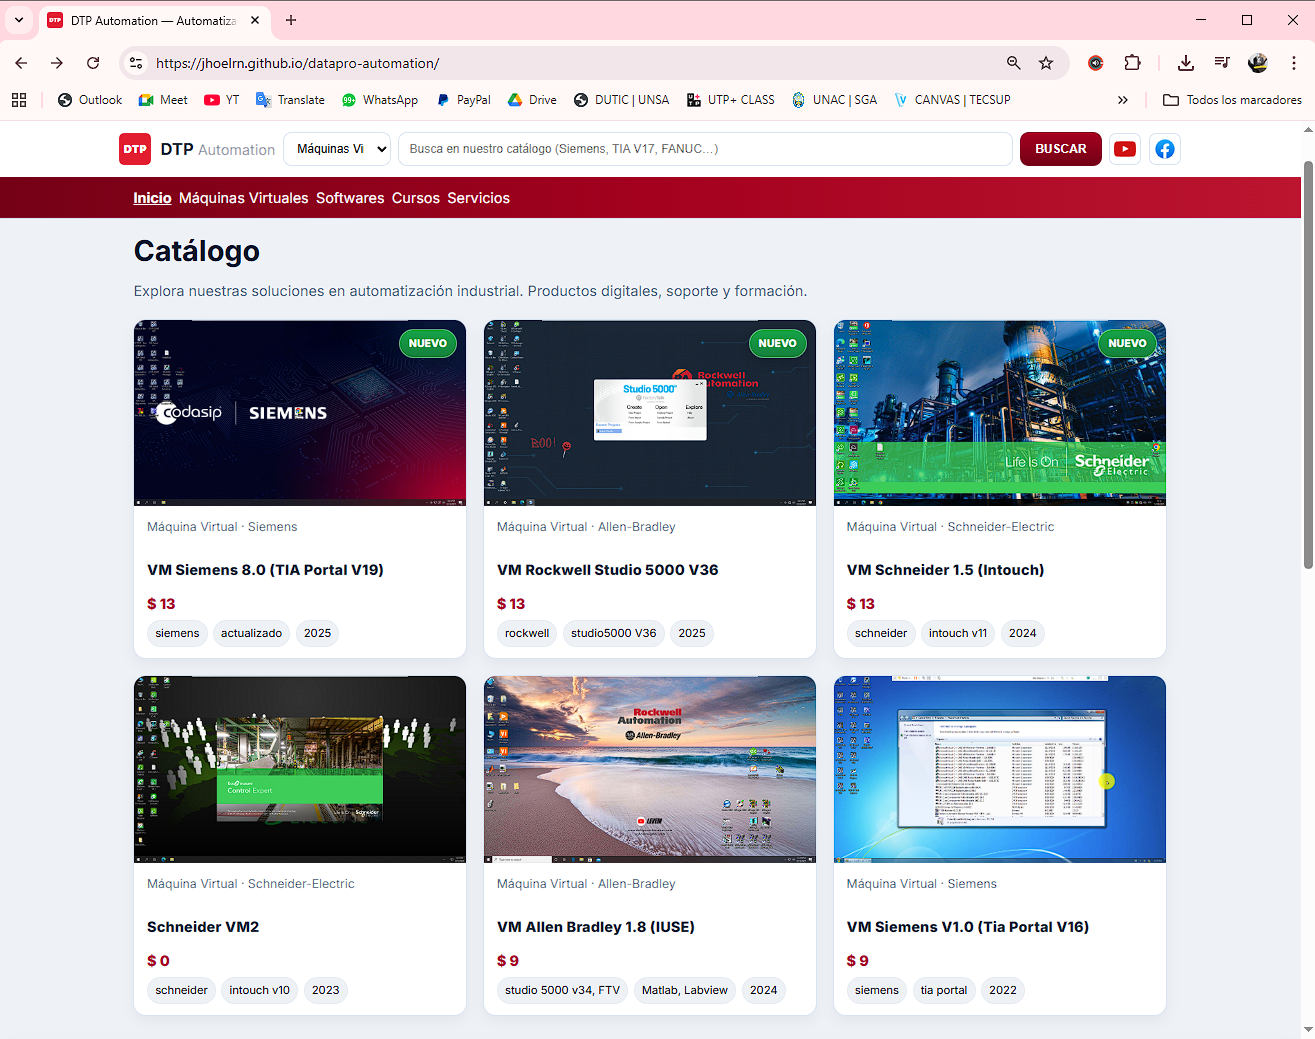 DTP Automation — Automatiza
https://jhoelrn.github.io/datapro-automation/
Outlook Meet YT Translate WhatsApp PayPal Drive DUTIC | UNSA UTP+ CLASS UNAC | SGA CANVAS | TECSUP » Todos los marcadores
DTP DTP Automation Máquinas Vi Busca en nuestro catálogo (Siemens, TIA V17, FANUC...) BUSCAR
Inicio Máquinas Virtuales Softwares Cursos Servicios
Catálogo
Explora nuestras soluciones en automatización industrial. Productos digitales, soporte y formación.
NUEVO
codasip | SIEMENS
Máquina Virtual · Siemens
VM Siemens 8.0 (TIA Portal V19)
$ 13
siemens actualizado 2025
NUEVO
Rockwell
Automation
Studio 5000
Create Open Explore
BOO!
Máquina Virtual · Allen-Bradley
VM Rockwell Studio 5000 V36
$ 13
rockwell studio5000 V36 2025
NUEVO
Life Is On | Schneider
Electric
Máquina Virtual · Schneider-Electric
VM Schneider 1.5 (Intouch)
$ 13
schneider intouch v11 2024
Control Expert
Life Is On Schneider
Máquina Virtual · Schneider-Electric
Schneider VM2
$ 0
schneider intouch v10 2023
Rockwell
Automation
Allen-Bradley
Máquina Virtual · Allen-Bradley
VM Allen Bradley 1.8 (IUSE)
$ 9
studio 5000 v34, FTV Matlab, Labview 2024
Máquina Virtual · Siemens
VM Siemens V1.0 (Tia Portal V16)
$ 9
siemens tia portal 2022